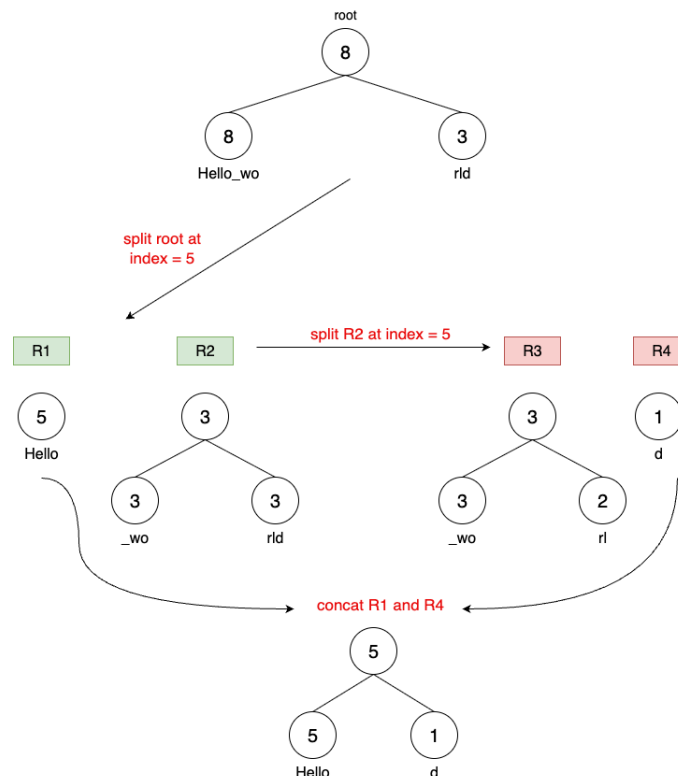 root
8
8
3
Hello_wo
rld
split root at
index = 5
split R2 at index = 5
R1
R2
R3
R4
5
3
3
1
Hello
d
3
3
3
2
_wo
rld
_wo
rl
concat R1 and R4
5
5
1
Hello
d